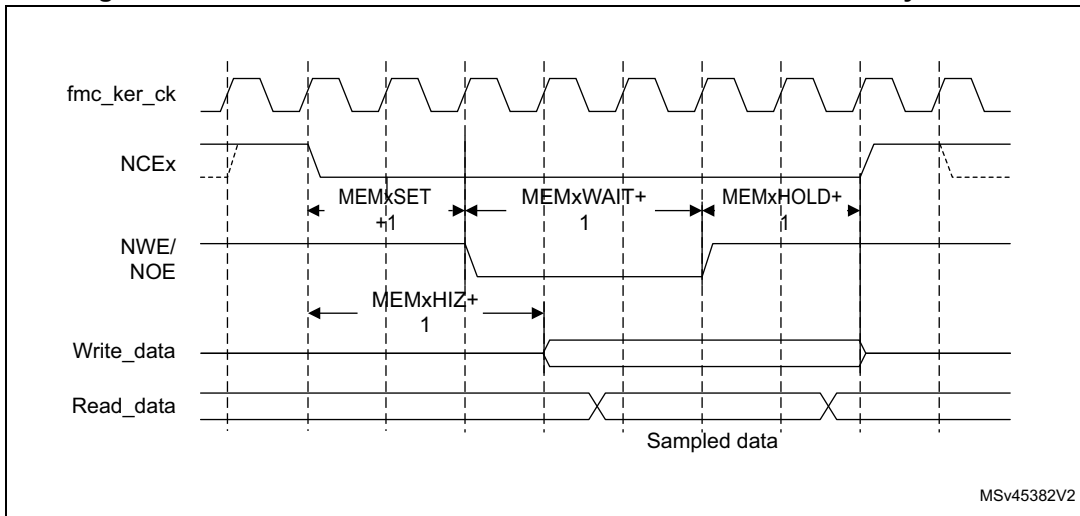 fmc_ker_ck
NCEx
MEMxSET
+1
MEMxWAIT+
1
MEMxHOLD+
1
NWE/
NOE
MEMxHIZ+
1
Write_data
Read_data
Sampled data
MSv45382V2